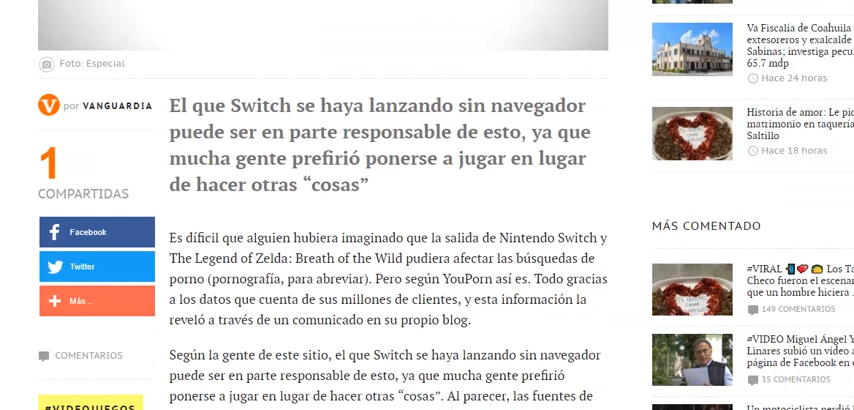 Foto: Especial
por VANGUARDIA
1
COMPARTIDAS
Facebook
Twitter
Más...
COMENTARIOS
#VIDEOJUEGOS
El que Switch se haya lanzando sin navegador
puede ser en parte responsable de esto, ya que
mucha gente prefirió ponerse a jugar en lugar
de hacer otras “cosas”
Es díficil que alguien hubiera imaginado que la salida de Nintendo Switch y
The Legend of Zelda: Breath of the Wild pudiera afectar las búsquedas de
porno (pornografía, para abreviar). Pero según YouPorn así es. Todo gracias
a los datos que cuenta de sus millones de clientes, y esta información la
reveló a través de un comunicado en su propio blog.
Según la gente de este sitio, el que Switch se haya lanzando sin navegador
puede ser en parte responsable de esto, ya que mucha gente prefirió
ponerse a jugar en lugar de hacer otras “cosas”. Al parecer, las fuentes de
Va Fiscalía de Coahuila
extesoreros y exalcalde
Sabinas; investiga
65.7 mdp
Hace 24 horas
Historia de amor: Le
matrimonio en taquería
Saltillo
Hace 18 horas
MÁS COMENTADO
#VIRAL 📲❤️🌮 Los
Checo fueron el
que un hombre hiciera
149 COMENTARIOS
#VIDEO Miguel Ángel
Linares subió un video a
página de Facebook en
35 COMENTARIOS
Un motociclista perdió